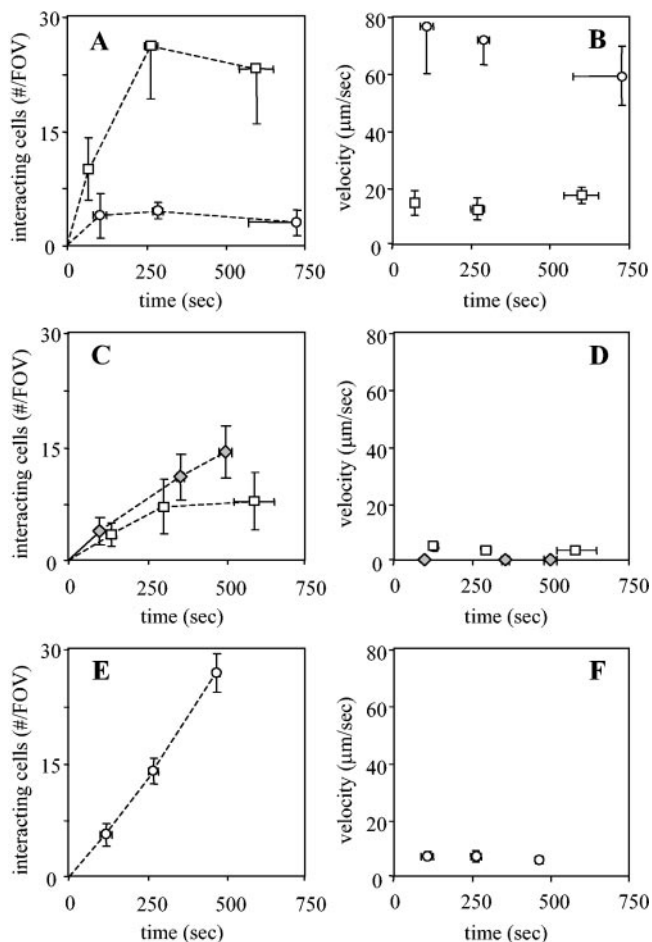 30
A
15
0
interacting cells (#/FOV)
0 250 500 750
time (sec)
80
B
60
40
20
0
velocity (μm/sec)
0 250 500 750
time (sec)
30
C
15
0
interacting cells (#/FOV)
0 250 500 750
time (sec)
80
D
60
40
20
0
velocity (μm/sec)
0 250 500 750
time (sec)
30
E
15
0
interacting cells (#/FOV)
0 250 500 750
time (sec)
80
F
60
40
20
0
velocity (μm/sec)
0 250 500 750
time (sec)